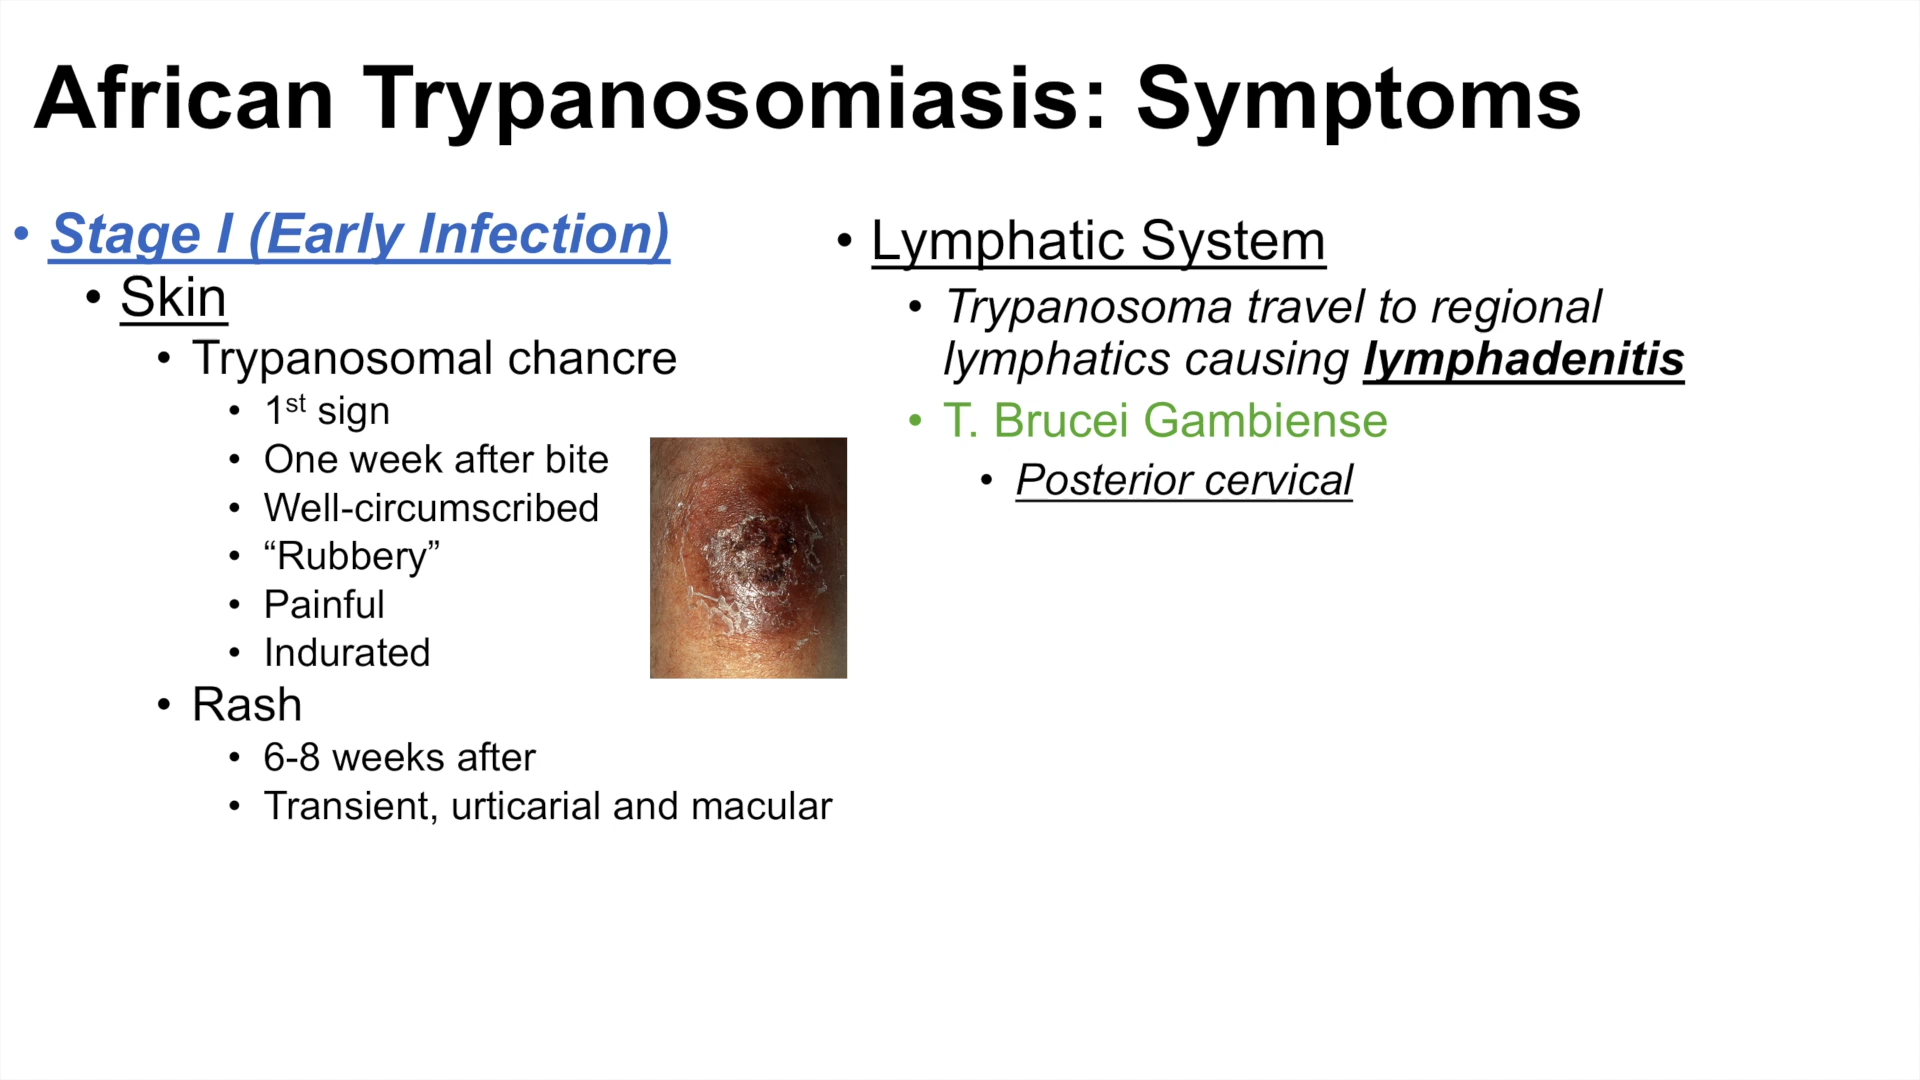 African Trypanosomiasis: Symptoms
• Stage I (Early Infection)
• Skin
• Trypanosomal chancre
• 1st sign
• One week after bite
• Well-circumscribed
• “Rubbery”
• Painful
• Indurated
• Rash
• 6-8 weeks after
• Transient, urticarial and macular
• Lymphatic System
• Trypanosoma travel to regional
lymphatics causing lymphadenitis
• T. Brucei Gambiense
• Posterior cervical